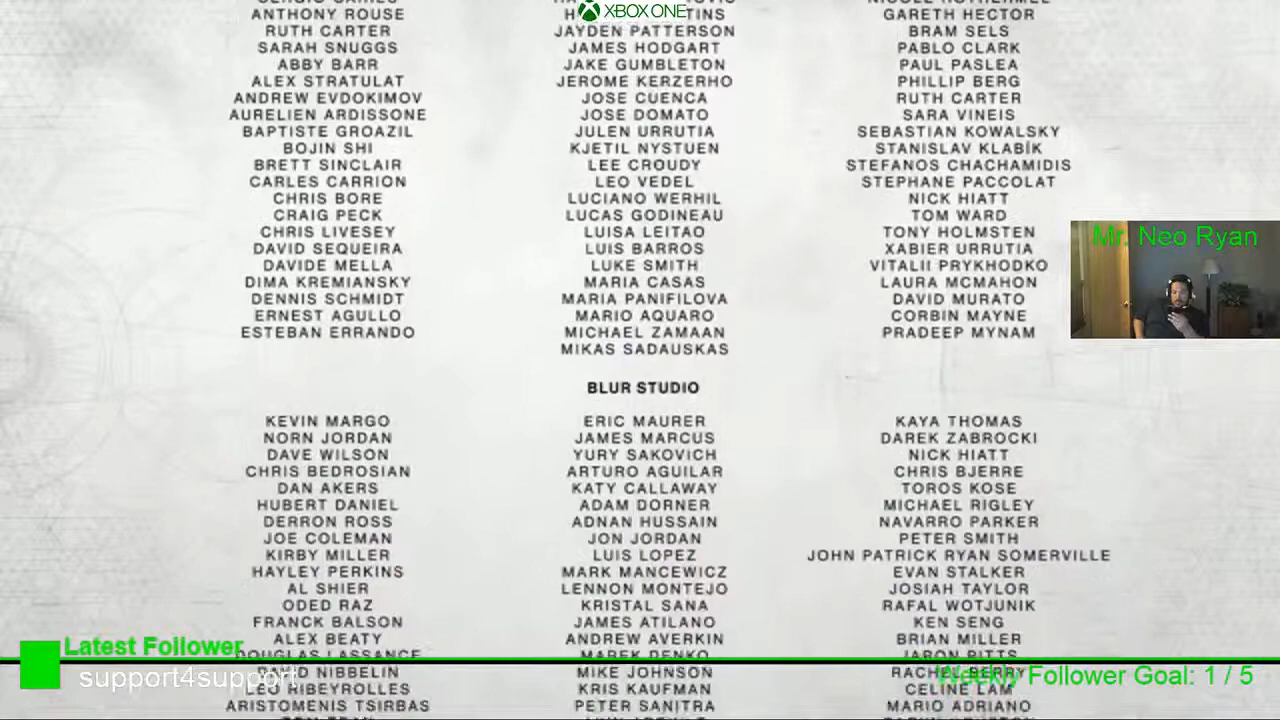 XBOX ONE
ANTHONY ROUSE
RUTH CARTER
SARAH SNUGGS
ABBY BARR
ALEX STRATULAT
ANDREW EVDOKIMOV
AURELIEN ARDISSONE
BAPTISTE GROAZIL
BOJIN SHI
BRETT SINCLAIR
CARLES CARRION
CHRIS BORE
CRAIG PECK
CHRIS LIVESEY
DAVID SEQUEIRA
DAVIDE MELLA
DIMA KREMIANSKY
DENNIS SCHMIDT
ERNEST AGULLO
ESTEBAN ERRANDO
JAYDEN PATTERSON
JAMES HODGART
JAKE GUMBLETON
JEROME KERZERHO
JOSE CUENCA
JOSE DOMATO
JULEN URRUTIA
KJETIL NYSTUEN
LEE CROUDY
LEO VEDEL
LUCIANO WERHIL
LUCAS GODINEAU
LUISA LEITAO
LUIS BARROS
LUKE SMITH
MARIA CASAS
MARIA PANIFILOVA
MARIO AQUARO
MICHAEL ZAMAAN
MIKAS SADAUSKAS
GARETH HECTOR
BRAM SELS
PABLO CLARK
PAUL PASLEA
PHILLIP BERG
RUTH CARTER
SARA VINEIS
SEBASTIAN KOWALSKY
STANISLAV KLABÍK
STEFANOS CHACHAMIDIS
STEPHANE PACCOLAT
NICK HIATT
TOM WARD
TONY HOLMSTEN
XABIER URRUTIA
VITALII PRYKHODKO
LAURA MCMAHON
DAVID MURATO
CORBIN MAYNE
PRADEEP MYNAM
Mr. Neo Ryan
BLUR STUDIO
KEVIN MARGO
NORN JORDAN
DAVE WILSON
CHRIS BEDROSIAN
DAN AKERS
HUBERT DANIEL
DERRON ROSS
JOE COLEMAN
KIRBY MILLER
HAYLEY PERKINS
AL SHIER
ODED RAZ
FRANCK BALSON
ALEX BEATY
DOUGLAS LASSANCE
NIBBELIN
LEO RIBEYROLLES
ARISTOMENIS TSIRBAS
ERIC MAURER
JAMES MARCUS
YURY SAKOVICH
ARTURO AGUILAR
KATY CALLAWAY
ADAM DORNER
ADNAN HUSSAIN
JON JORDAN
LUIS LOPEZ
MARK MANCEWICZ
LENNON MONTEJO
KRISTAL SANA
JAMES ATILANO
ANDREW AVERKIN
MAREK DENKO
MIKE JOHNSON
KRIS KAUFMAN
PETER SANITRA
KAYA THOMAS
DAREK ZABROCKI
NICK HIATT
CHRIS BJERRE
TOROS KOSE
MICHAEL RIGLEY
NAVARRO PARKER
PETER SMITH
JOHN PATRICK RYAN SOMERVILLE
EVAN STALKER
JOSIAH TAYLOR
RAFAL WOTJUNIK
KEN SENG
BRIAN MILLER
JARON PITTS
RACHEL BERRY
CELINE LAM
MARIO ADRIANO
Latest Follower
support4support
Weekly Follower Goal: 1 / 5